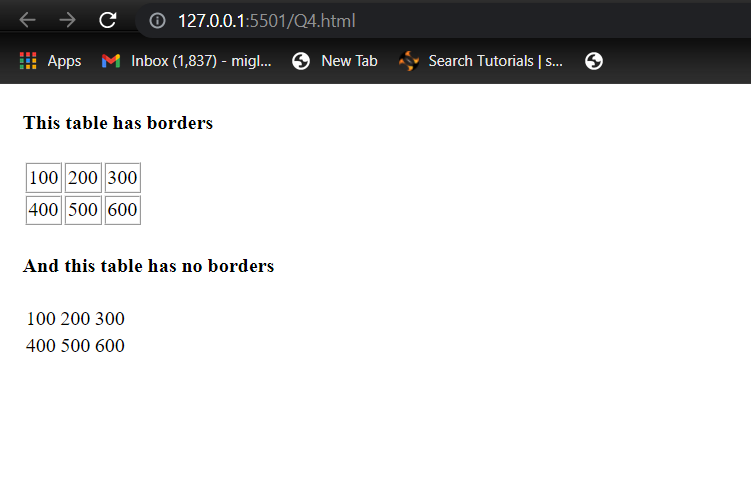 127.0.0.1:5501/Q4.html
Apps Inbox (1,837) - migl... New Tab Search Tutorials | s...
This table has borders
100 200 300
400 500 600
And this table has no borders
100 200 300
400 500 600